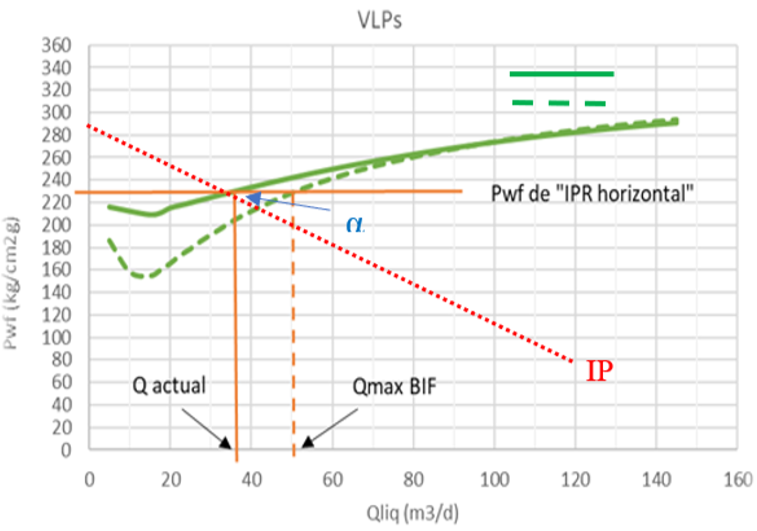 VLPs
360
340
320
300
280
260
240
220
200
180
160
140
120
100
80
60
40
20
0
Pwf (kg/cm2g)
Pwf de "IPR horizontal"
α
IP
Q actual
Qmax BIF
0 20 40 60 80 100 120 140 160
Qliq (m3/d)